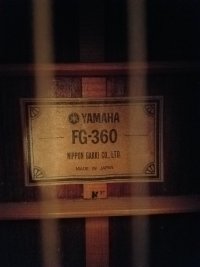 YAMAHA
FG-360
NIPPON GAKKI CO., LTD.
MADE IN JAPAN